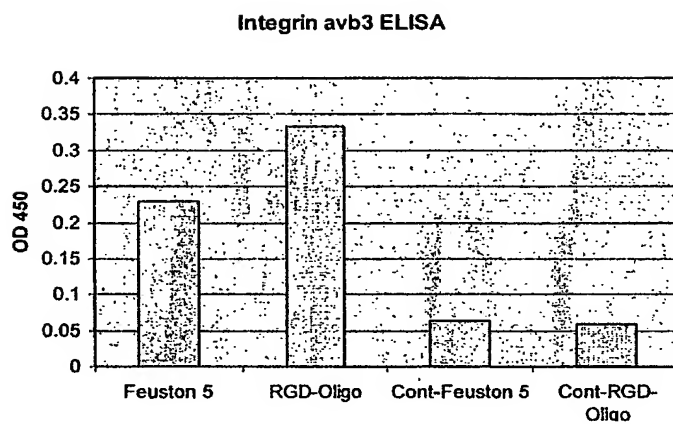 Integrin avb3 ELISA
0.4
0.35
0.3
0.25
0.2
0.15
0.1
0.05
0
OD 450
Feuston 5
RGD-Oligo
Cont-Feuston 5
Cont-RGD-
Oligo